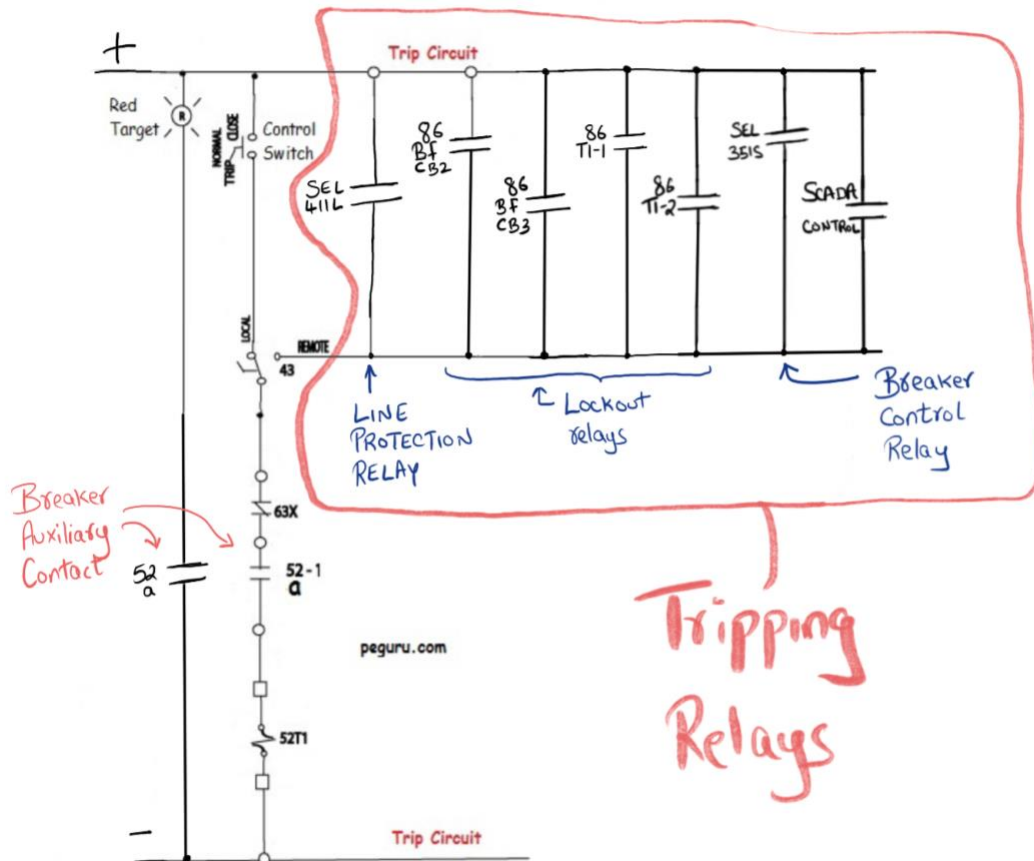 +
Trip Circuit
Red
Target
R
NORMAL
TRIP
CLOSE
Control
Switch
SEL
411L
86
Bf
CB2
86
BF
CB3
86
T1-1
86
T1-2
SEL
351S
SCADA
CONTROL
LOCAL
REMOTE
43
LINE
PROTECTION
RELAY
Lockout
relays
Breaker
Control
Relay
Breaker
Auxiliary
Contact
63X
52
a
52-1
a
peguru.com
Tripping
Relays
52T1
Trip Circuit
-